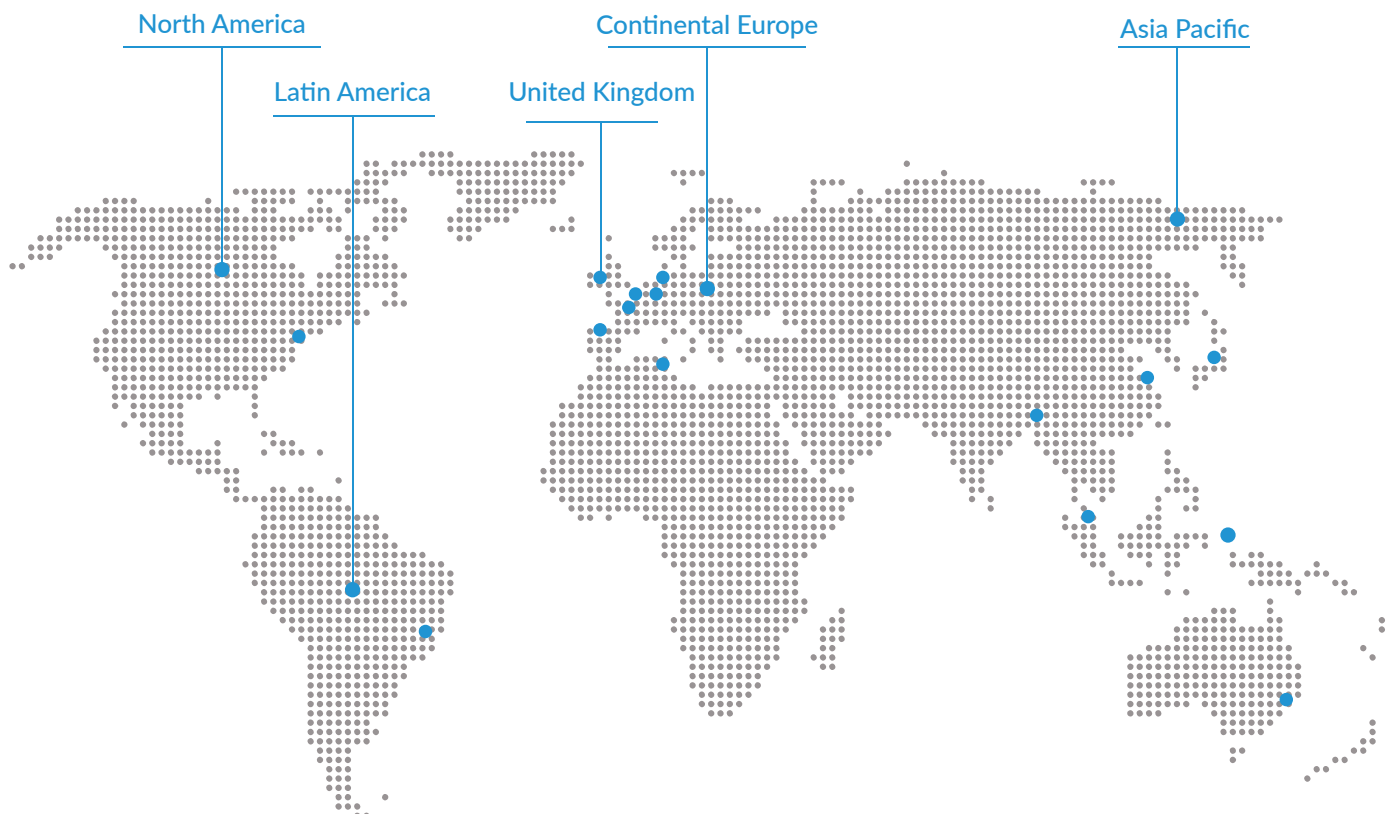 North America
Continental Europe
Asia Pacific
Latin America
United Kingdom